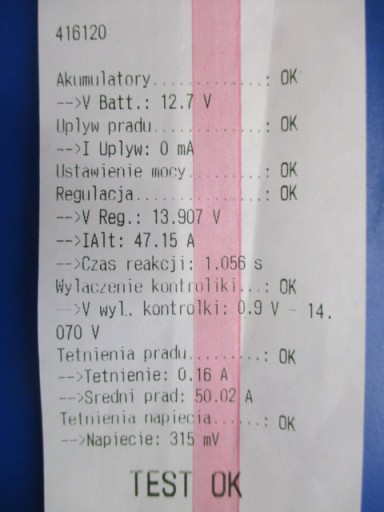 416120
Akumulatory............: OK
-->V Batt.: 12.7 V
Uplyw pradu............: OK
-->I Uplyw: 0 mA
Ustawienie mocy........: OK
Regulacja..............: OK
-->V Reg.: 13.907 V
-->IAlt: 47.15 A
-->Czas reakcji: 1.056 s
Wylaczenie kontroliki...: OK
-->V wyl. kontrolki: 0.9 V - 14.
070 V
Tetnienia pradu.........: OK
-->Tetnienie: 0.16 A
-->Sredni prad: 50.02 A
Tetnienia napiecia......: OK
-->Napiecie: 315 mV
TEST OK